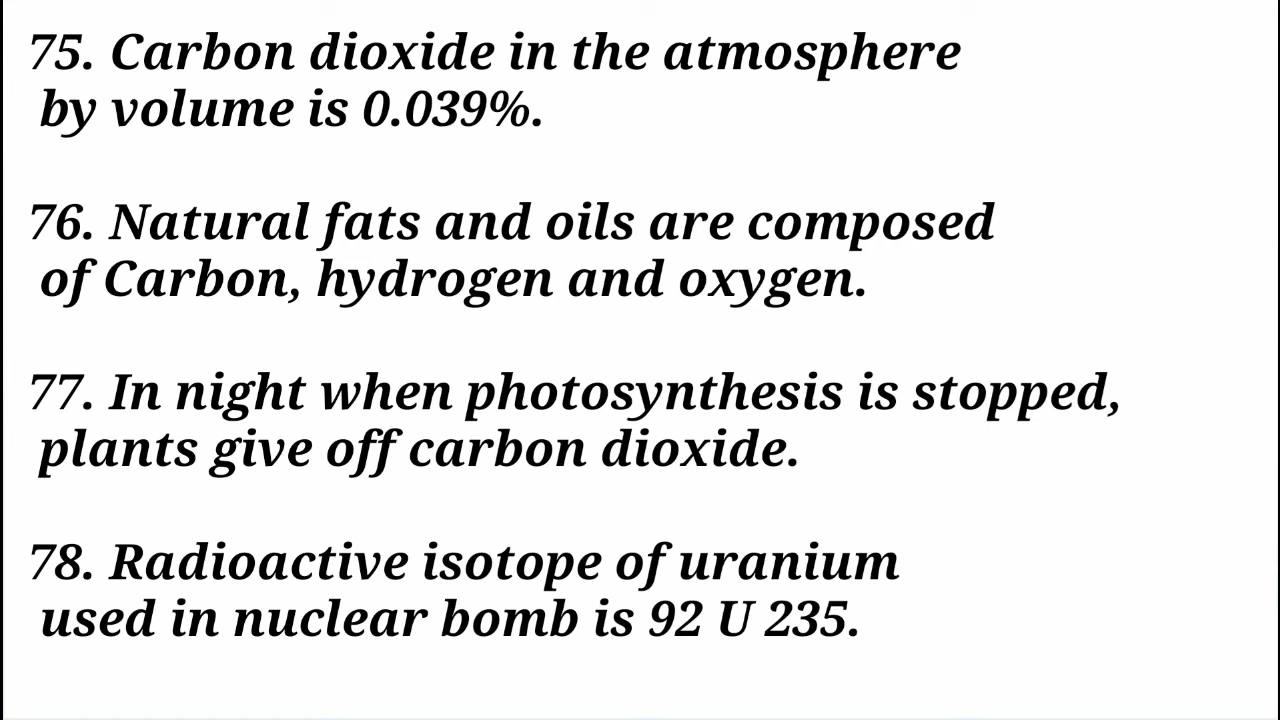 75. Carbon dioxide in the atmosphere
by volume is 0.039%.
76. Natural fats and oils are composed
of Carbon, hydrogen and oxygen.
77. In night when photosynthesis is stopped,
plants give off carbon dioxide.
78. Radioactive isotope of uranium
used in nuclear bomb is 92 U 235.